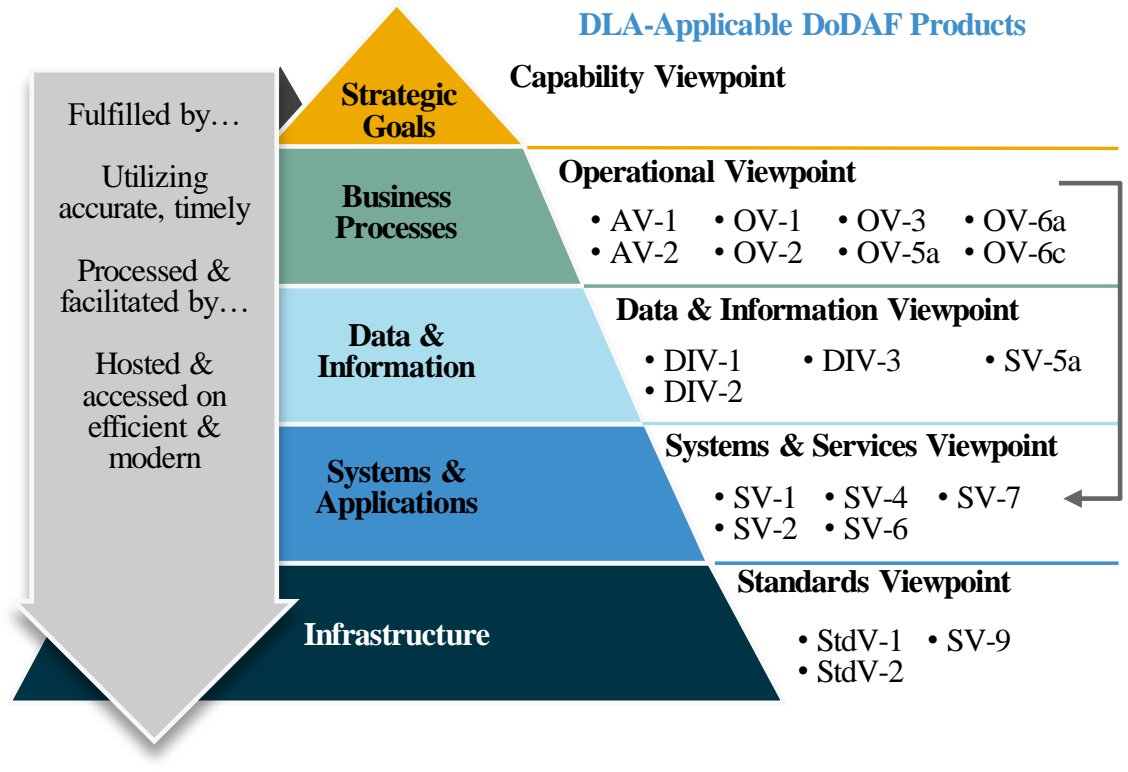 DLA-Applicable DoDAF Products
Fulfilled by…
Utilizing
accurate, timely
Processed &
facilitated by…
Hosted &
accessed on
efficient &
modern
Strategic
Goals
Capability Viewpoint
Business
Processes
Operational Viewpoint
• AV-1 • OV-1 • OV-3 • OV-6a
• AV-2 • OV-2 • OV-5a • OV-6c
Data &
Information
Data & Information Viewpoint
• DIV-1 • DIV-3 • SV-5a
• DIV-2
Systems &
Applications
Systems & Services Viewpoint
• SV-1 • SV-4 • SV-7
• SV-2 • SV-6
Infrastructure
Standards Viewpoint
• StdV-1 • SV-9
• StdV-2